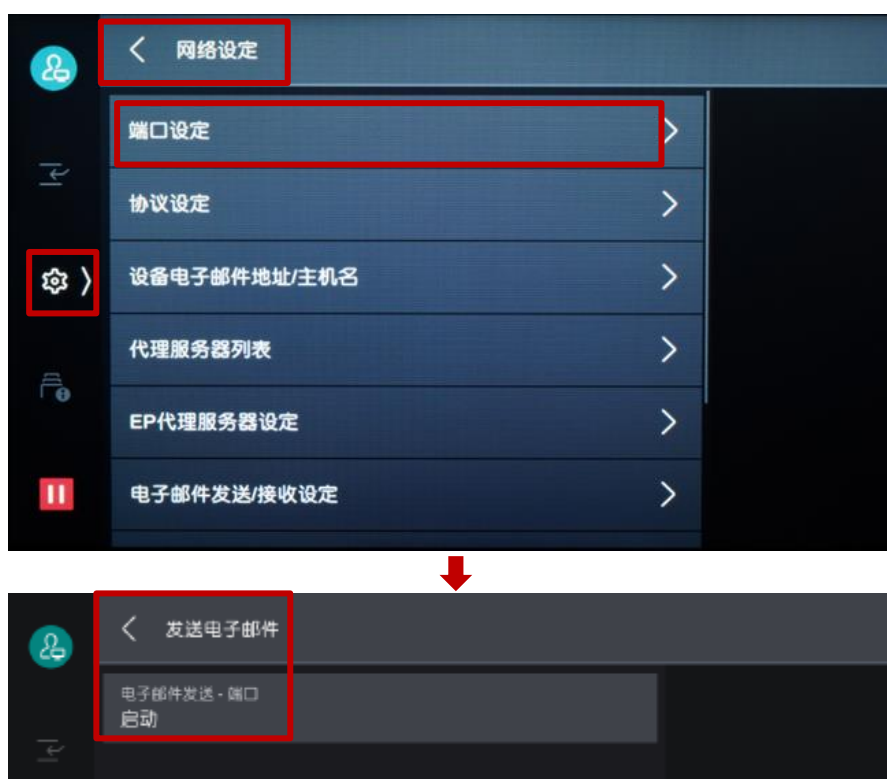 网络设定
端口设定
协议设定
设备电子邮件地址/主机名
代理服务器列表
EP代理服务器设定
电子邮件发送/接收设定
发送电子邮件
电子邮件发送 - 端口
启动